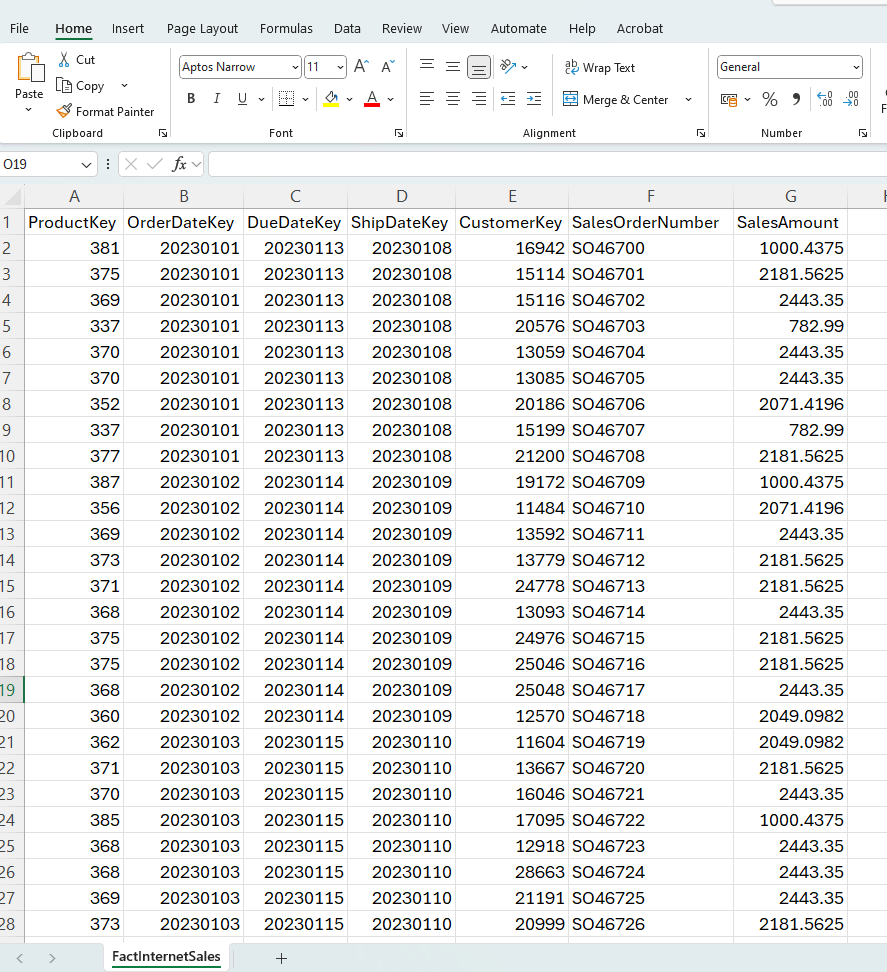 File Home Insert Page Layout Formulas Data Review View Automate Help Acrobat
Cut
Copy
Paste
Format Painter
Aptos Narrow 11 A A
B I U A
ab Wrap Text
Merge & Center
General
% 9 .00 .00
Clipboard Font Alignment Number
O19 fx
A B C D E F G
1 ProductKey OrderDateKey DueDateKey ShipDateKey CustomerKey SalesOrderNumber SalesAmount
2 381 20230101 20230113 20230108 16942 SO46700 1000.4375
3 375 20230101 20230113 20230108 15114 SO46701 2181.5625
4 369 20230101 20230113 20230108 15116 SO46702 2443.35
5 337 20230101 20230113 20230108 20576 SO46703 782.99
6 370 20230101 20230113 20230108 13059 SO46704 2443.35
7 370 20230101 20230113 20230108 13085 SO46705 2443.35
8 352 20230101 20230113 20230108 20186 SO46706 2071.4196
9 337 20230101 20230113 20230108 15199 SO46707 782.99
10 377 20230101 20230113 20230108 21200 SO46708 2181.5625
11 387 20230102 20230114 20230109 19172 SO46709 1000.4375
12 356 20230102 20230114 20230109 11484 SO46710 2071.4196
13 369 20230102 20230114 20230109 13592 SO46711 2443.35
14 373 20230102 20230114 20230109 13779 SO46712 2181.5625
15 371 20230102 20230114 20230109 24778 SO46713 2181.5625
16 368 20230102 20230114 20230109 13093 SO46714 2443.35
17 375 20230102 20230114 20230109 24976 SO46715 2181.5625
18 375 20230102 20230114 20230109 25046 SO46716 2181.5625
19 368 20230102 20230114 20230109 25048 SO46717 2443.35
20 360 20230102 20230114 20230109 12570 SO46718 2049.0982
21 362 20230103 20230115 20230110 11604 SO46719 2049.0982
22 371 20230103 20230115 20230110 13667 SO46720 2181.5625
23 370 20230103 20230115 20230110 16046 SO46721 2443.35
24 385 20230103 20230115 20230110 17095 SO46722 1000.4375
25 368 20230103 20230115 20230110 12918 SO46723 2443.35
26 368 20230103 20230115 20230110 28663 SO46724 2443.35
27 369 20230103 20230115 20230110 21191 SO46725 2443.35
28 373 20230103 20230115 20230110 20999 SO46726 2181.5625
FactInternetSales